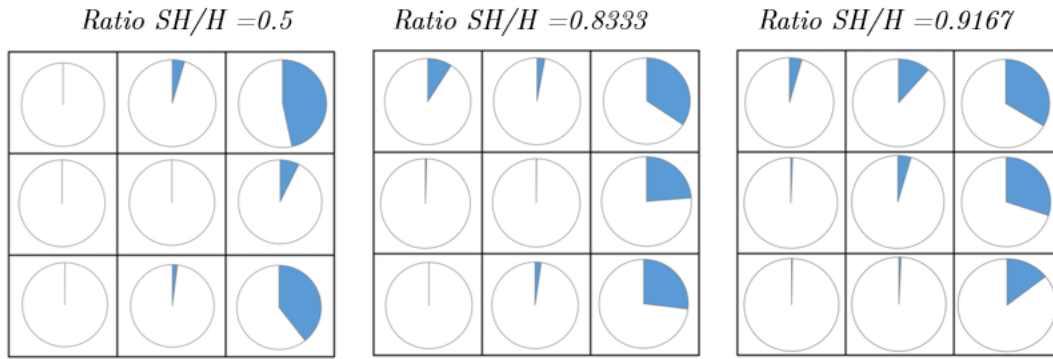 Ratio SH/H =0.5
Ratio SH/H =0.8333
Ratio SH/H =0.9167